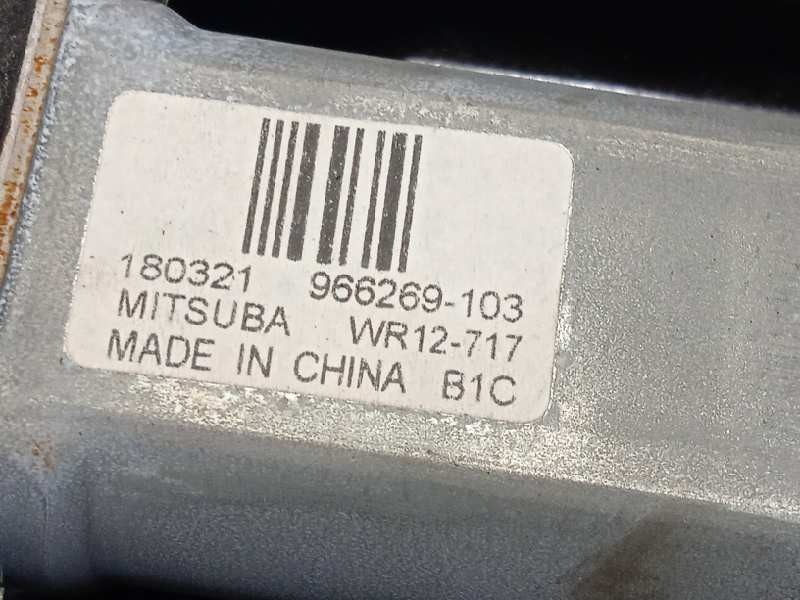 180321 966269-103
MITSUBA WR12-717
MADE IN CHINA B1C